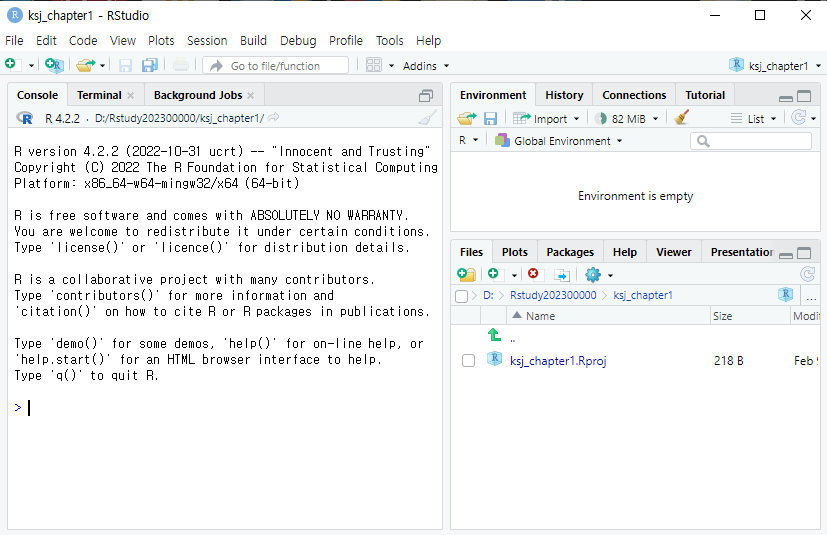 ksj_chapter1 - RStudio
File Edit Code View Plots Session Build Debug Profile Tools Help
Go to file/function Addins ksj_chapter1
Console Terminal Background Jobs
R 4.2.2 · D:/Rstudy202300000/ksj_chapter1/
R version 4.2.2 (2022-10-31 ucrt) -- "Innocent and Trusting"
Copyright (C) 2022 The R Foundation for Statistical Computing
Platform: x86_64-w64-mingw32/x64 (64-bit)
R is free software and comes with ABSOLUTELY NO WARRANTY.
You are welcome to redistribute it under certain conditions.
Type 'license()' or 'licence()' for distribution details.
R is a collaborative project with many contributors.
Type 'contributors()' for more information and
'citation()' on how to cite R or R packages in publications.
Type 'demo()' for some demos, 'help()' for on-line help, or
'help.start()' for an HTML browser interface to help.
Type 'q()' to quit R.
>
Environment History Connections Tutorial
Import 82 MiB List
R Global Environment
Environment is empty
Files Plots Packages Help Viewer Presentation
D: Rstudy202300000 ksj_chapter1 ...
Name Size Modi
..
ksj_chapter1.Rproj 218 B Feb 9